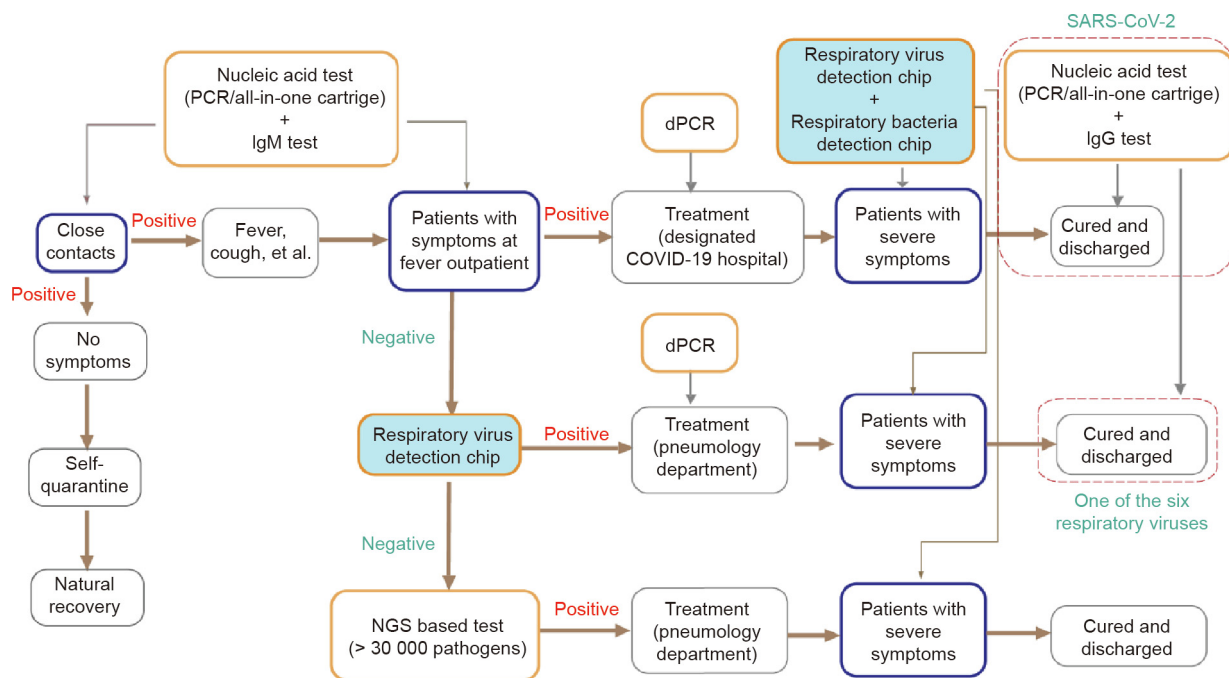 SARS-CoV-2
Nucleic acid test
(PCR/all-in-one cartrige)
+
IgM test
dPCR
Respiratory virus
detection chip
+
Respiratory bacteria
detection chip
Nucleic acid test
(PCR/all-in-one cartrige)
+
IgG test
Close
contacts
Positive
Fever,
cough, et al.
Patients with
symptoms at
fever outpatient
Positive
Treatment
(designated
COVID-19 hospital)
Patients with
severe
symptoms
Cured and
discharged
Positive
No
symptoms
Self-
quarantine
Natural
recovery
Negative
dPCR
Respiratory virus
detection chip
Positive
Treatment
(pneumology
department)
Patients with
severe
symptoms
Cured and
discharged
One of the six
respiratory viruses
Negative
NGS based test
(> 30 000 pathogens)
Positive
Treatment
(pneumology
department)
Patients with
severe
symptoms
Cured and
discharged